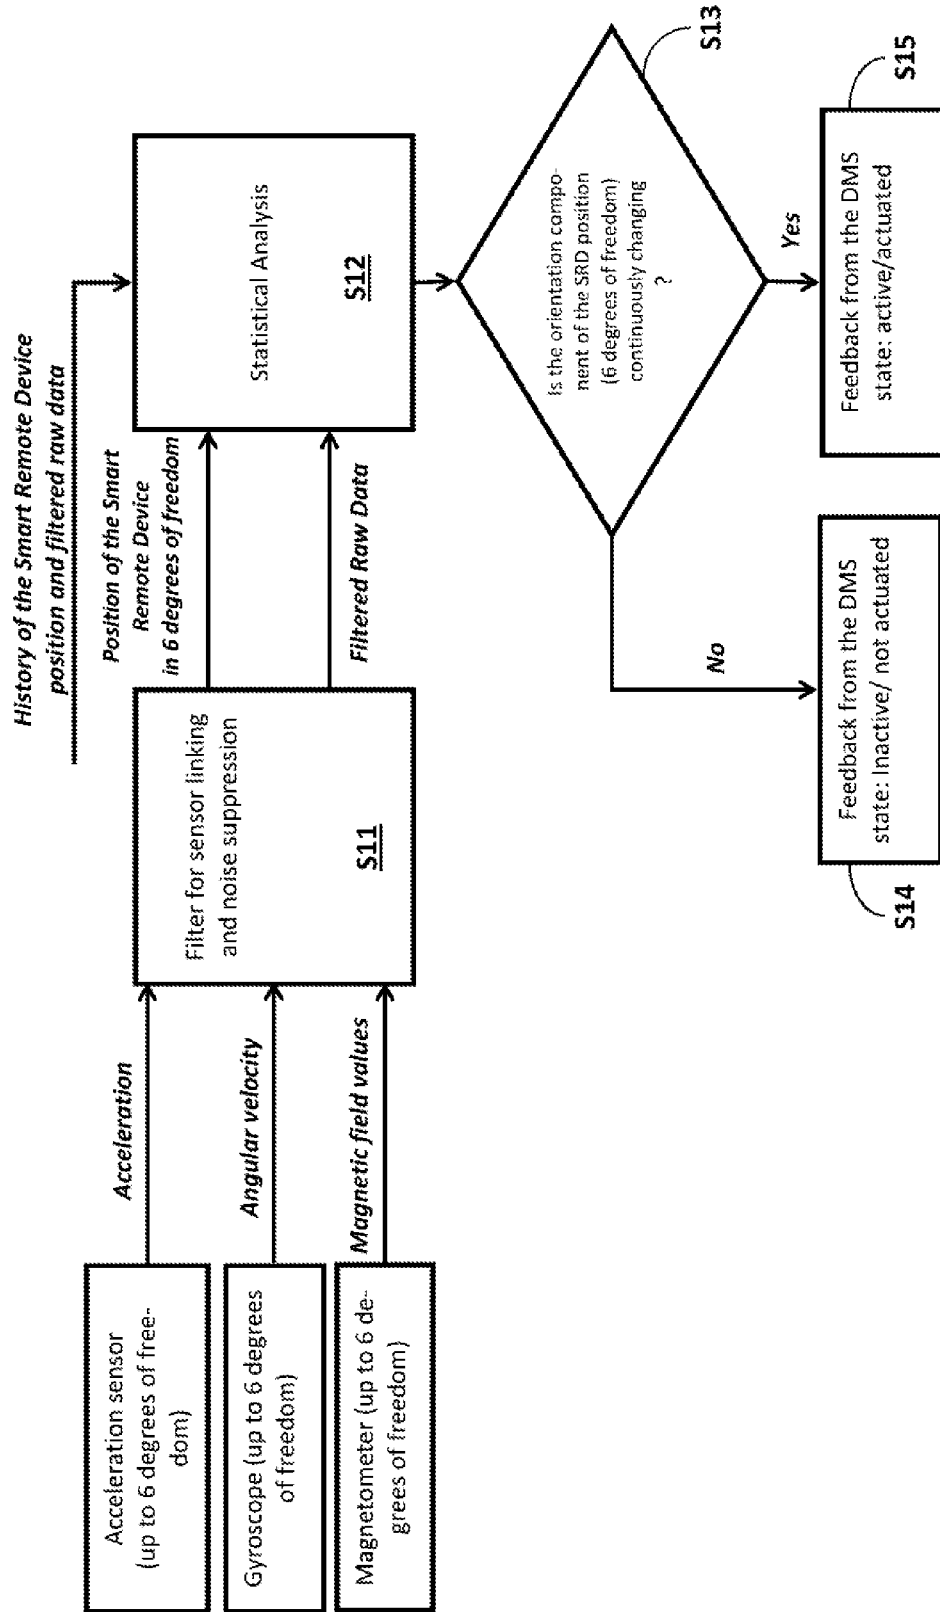 Acceleration sensor
(up to 6 degrees of free-
dom)
Gyroscope (up to 6 degrees
of freedom)
Magnetometer (up to 6 de-
grees of freedom)
Acceleration
Angular velocity
Magnetic field values
Filter for sensor linking
and noise suppression
S11
History of the Smart Remote Device
position and filtered raw data
Position of the Smart
Remote Device
in 6 degrees of freedom
Filtered Raw Data
Statistical Analysis
S12
Is the orientation compo-
nent of the SRD position
(6 degrees of freedom)
continuously changing
?
S13
No
Yes
Feedback from the DMS
state: Inactive/ not actuated
S14
Feedback from the DMS
state: active/actuated
S15